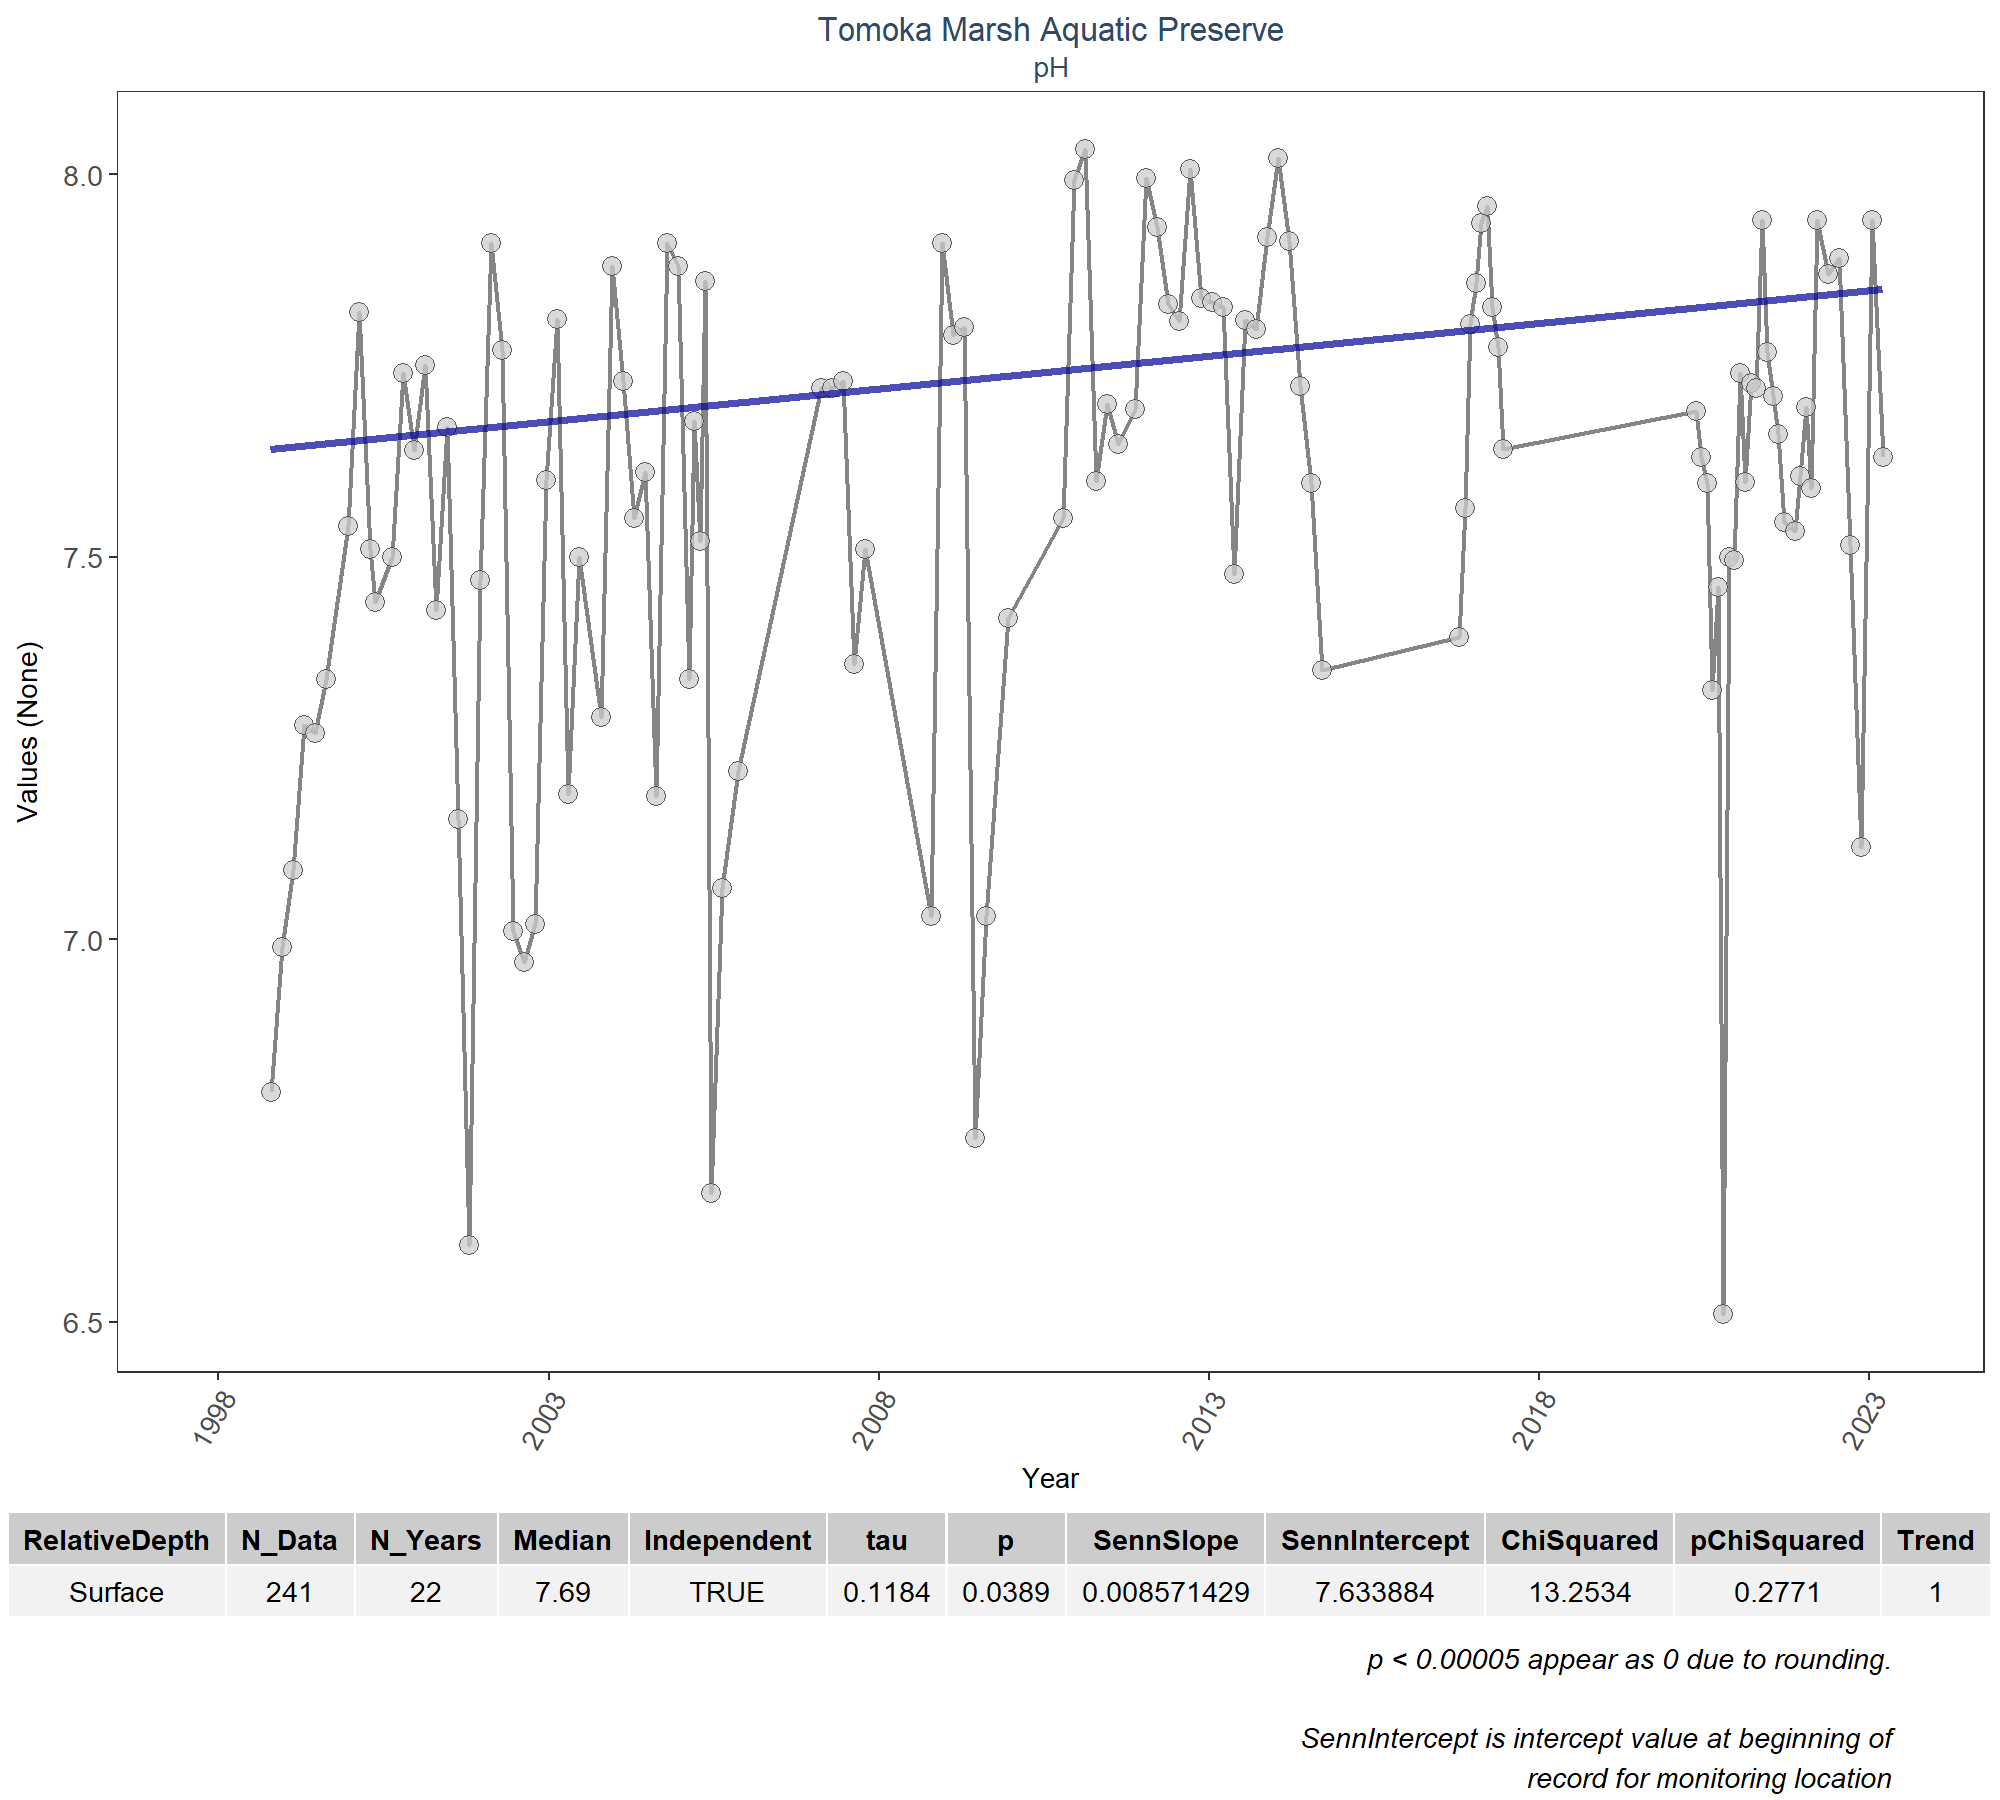 Tomoka Marsh Aquatic Preserve
pH
8.0
7.5
7.0
6.5
Values (None)
1998 2003 2008 2013 2018 2023
Year
RelativeDepth N_Data N_Years Median Independent tau p SennSlope SennIntercept ChiSquared pChiSquared Trend
Surface 241 22 7.69 TRUE 0.1184 0.0389 0.008571429 7.633884 13.2534 0.2771 1
p < 0.00005 appear as 0 due to rounding.
SennIntercept is intercept value at beginning of
record for monitoring location